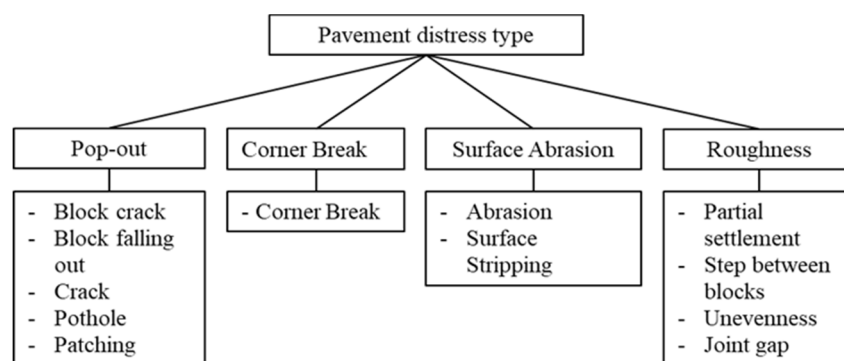 Pavement distress type
Pop-out
Corner Break
Surface Abrasion
Roughness
- Block crack
- Block falling
out
- Crack
- Pothole
- Patching
- Corner Break
- Abrasion
- Surface
Stripping
- Partial
settlement
- Step between
blocks
- Unevenness
- Joint gap